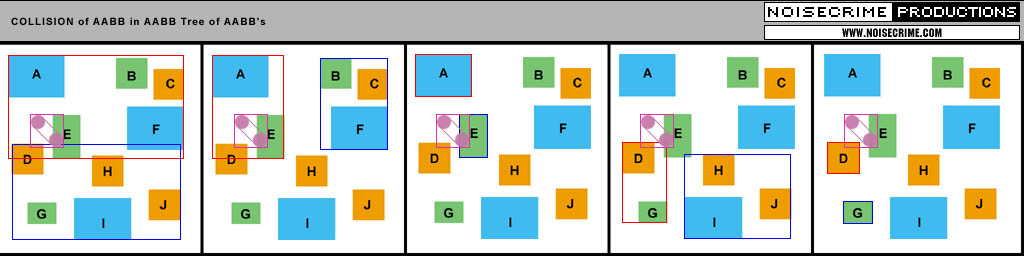 COLLISION of AABB in AABB Tree of AABB's
NOISECRIME PRODUCTIONS
WWW.NOISECRIME.COM
A B C D E F G H I J
A B C D E F G H I J
A B C D E F G H I J
A B C D E F G H I J
A B C D E F G H I J